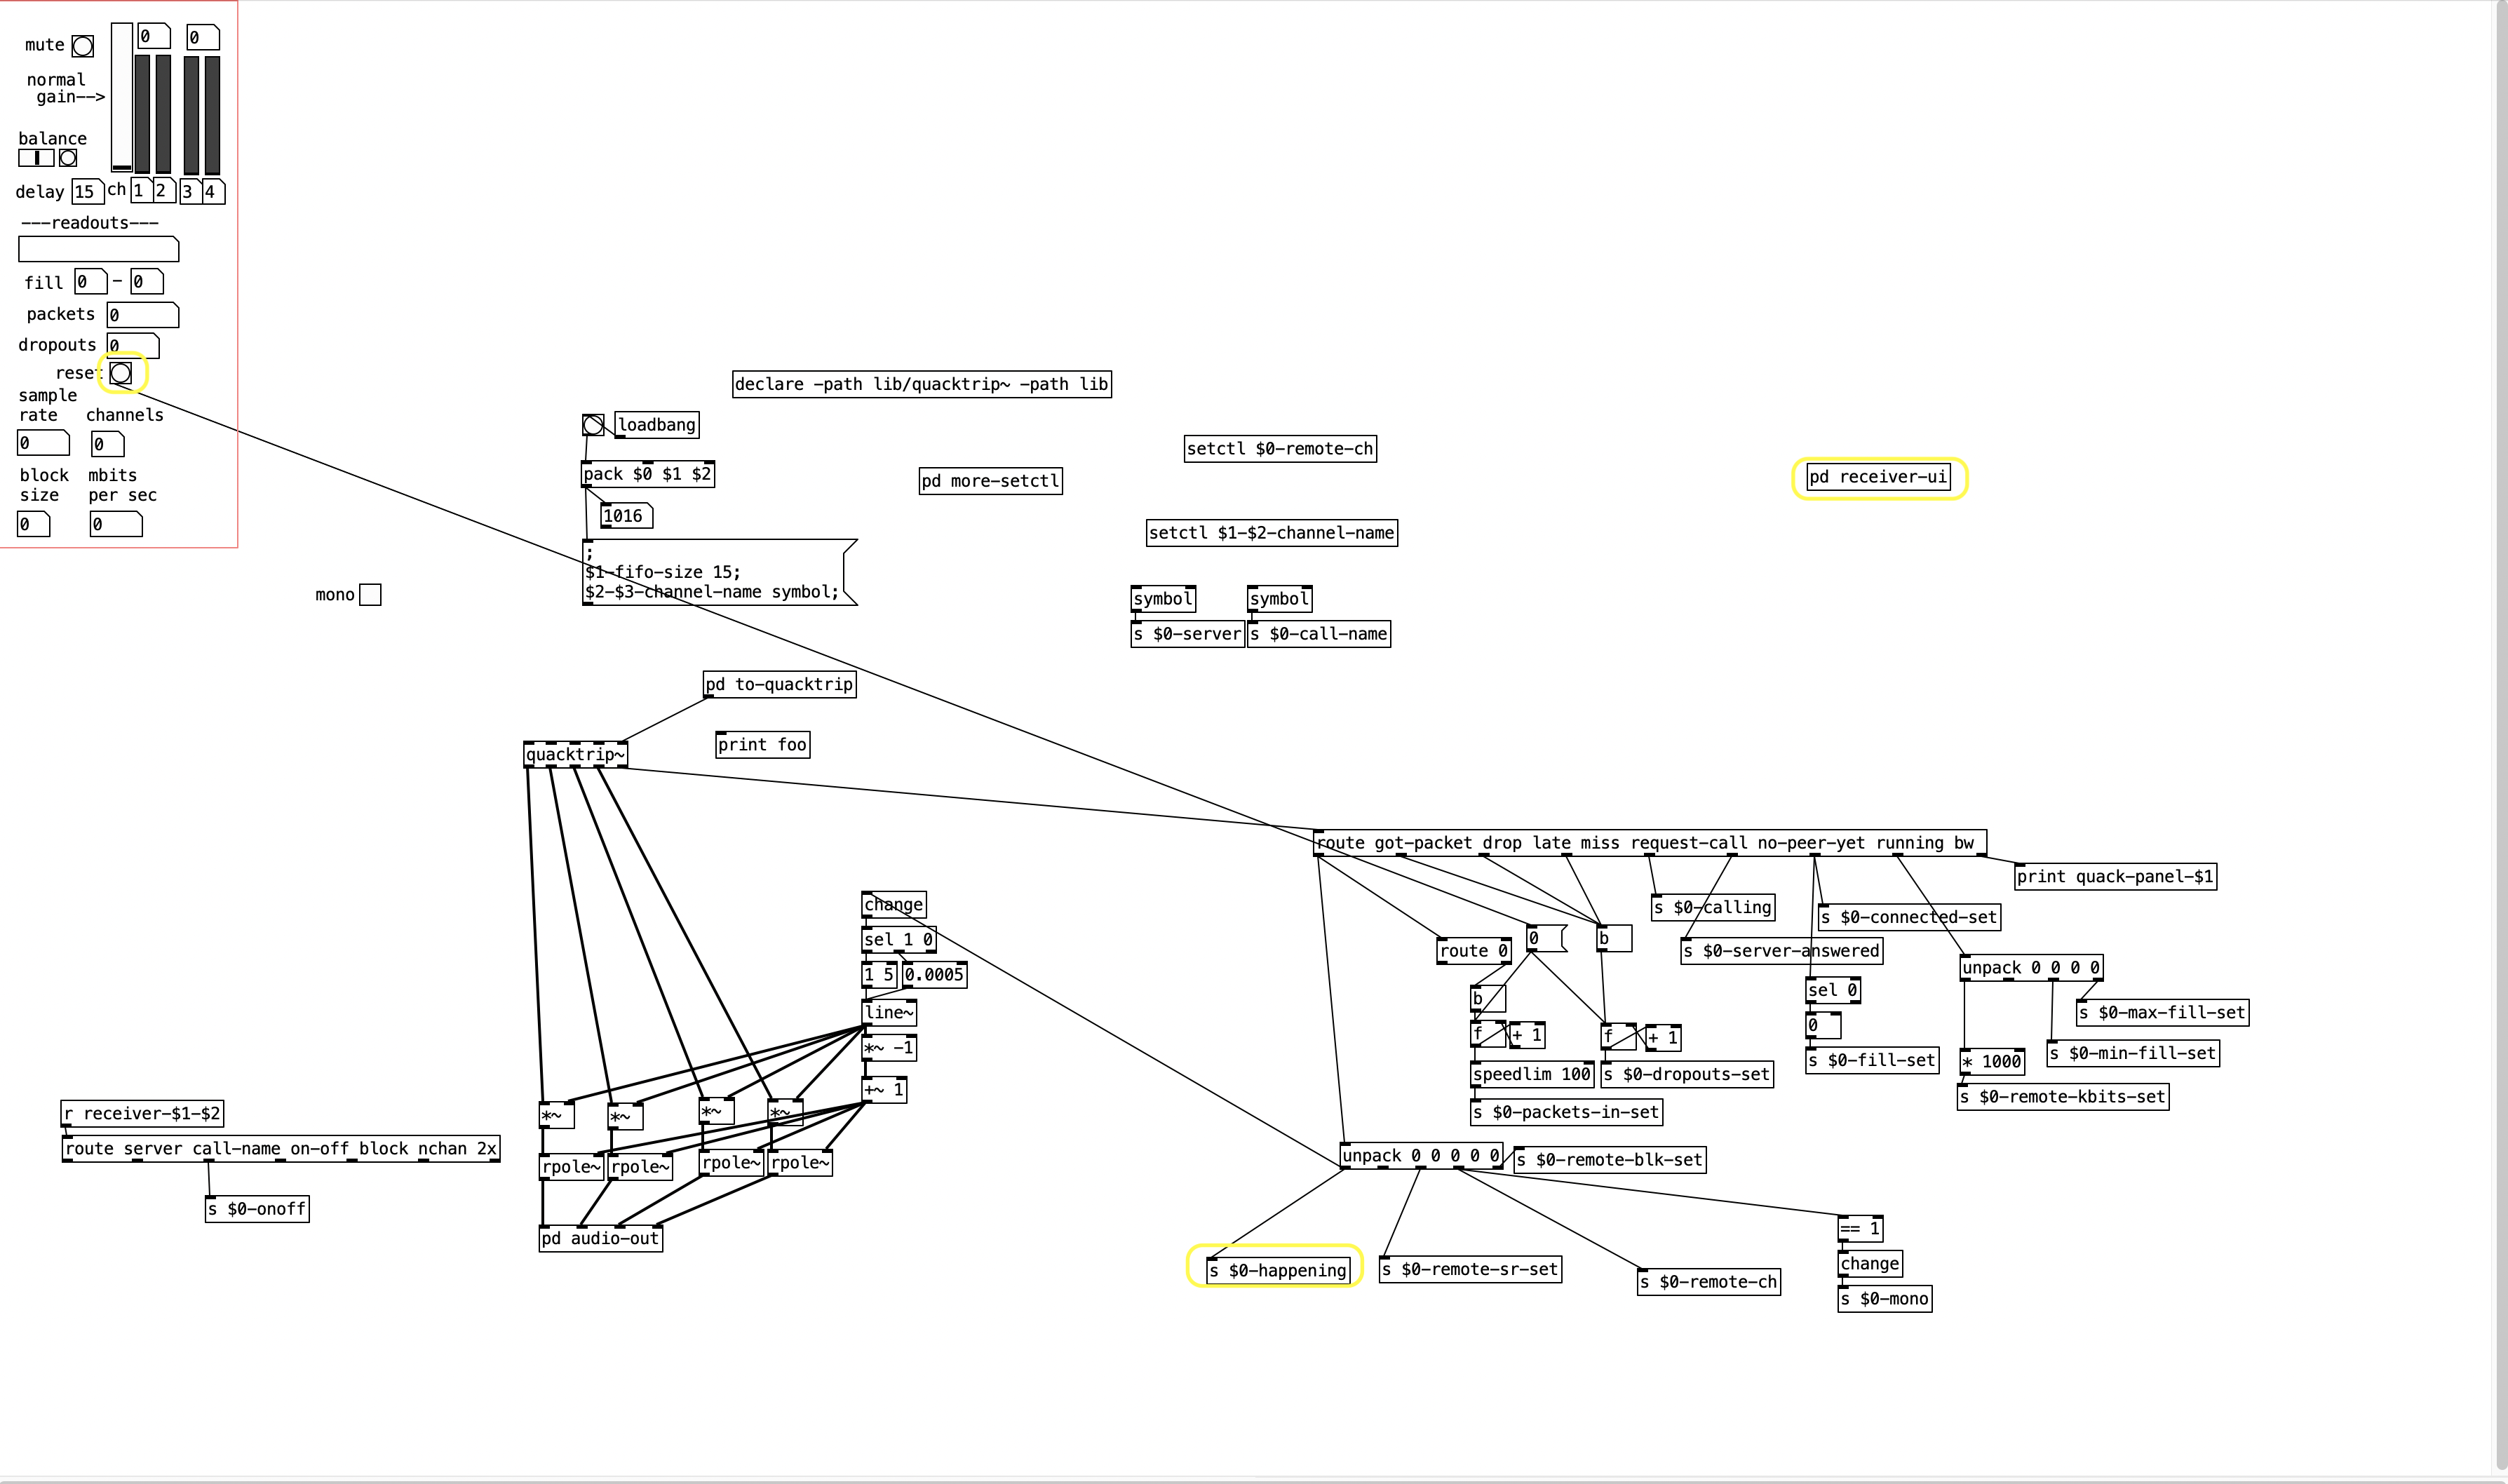 mute
0
0
normal
gain-->
balance
delay
15
ch
1
2
3
4
---readouts---
fill
0
-
0
packets
0
dropouts
0
reset
sample
rate
channels
0
0
block
size
mbits
per sec
0
0
mono
declare -path lib/quacktrip~ -path lib
loadbang
pack $0 $1 $2
1016
;
$1-fifo-size 15;
$2-$3-channel-name symbol;
pd more-setctl
setctl $0-remote-ch
pd receiver-ui
setctl $1-$2-channel-name
symbol
symbol
s $0-server
s $0-call-name
pd to-quacktrip
quacktrip~
print foo
route got-packet drop late miss request-call no-peer-yet running bw
print quack-panel-$1
change
sel 1 0
1 5
0.0005
line~
*~ -1
+~ 1
s $0-calling
s $0-connected-set
route 0
0
b
s $0-server-answered
unpack 0 0 0 0
b
sel 0
s $0-max-fill-set
f
+ 1
f
+ 1
0
speedlim 100
s $0-dropouts-set
s $0-fill-set
* 1000
s $0-min-fill-set
s $0-packets-in-set
s $0-remote-kbits-set
r receiver-$1-$2
route server call-name on-off block nchan 2x
s $0-onoff
*~
*~
*~
*~
rpole~
rpole~
rpole~
rpole~
pd audio-out
unpack 0 0 0 0 0
s $0-remote-blk-set
s $0-happening
s $0-remote-sr-set
s $0-remote-ch
== 1
change
s $0-mono